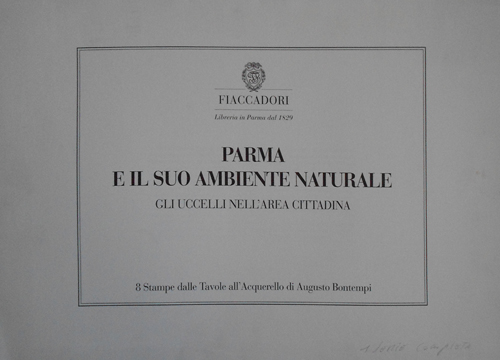 FIACCADORI
Libreria in Parma dal 1829
PARMA
E IL SUO AMBIENTE NATURALE
GLI UCCELLI NELL'AREA CITTADINA
8 Stampe dalle Tavole all'Acquerello di Augusto Bontempi